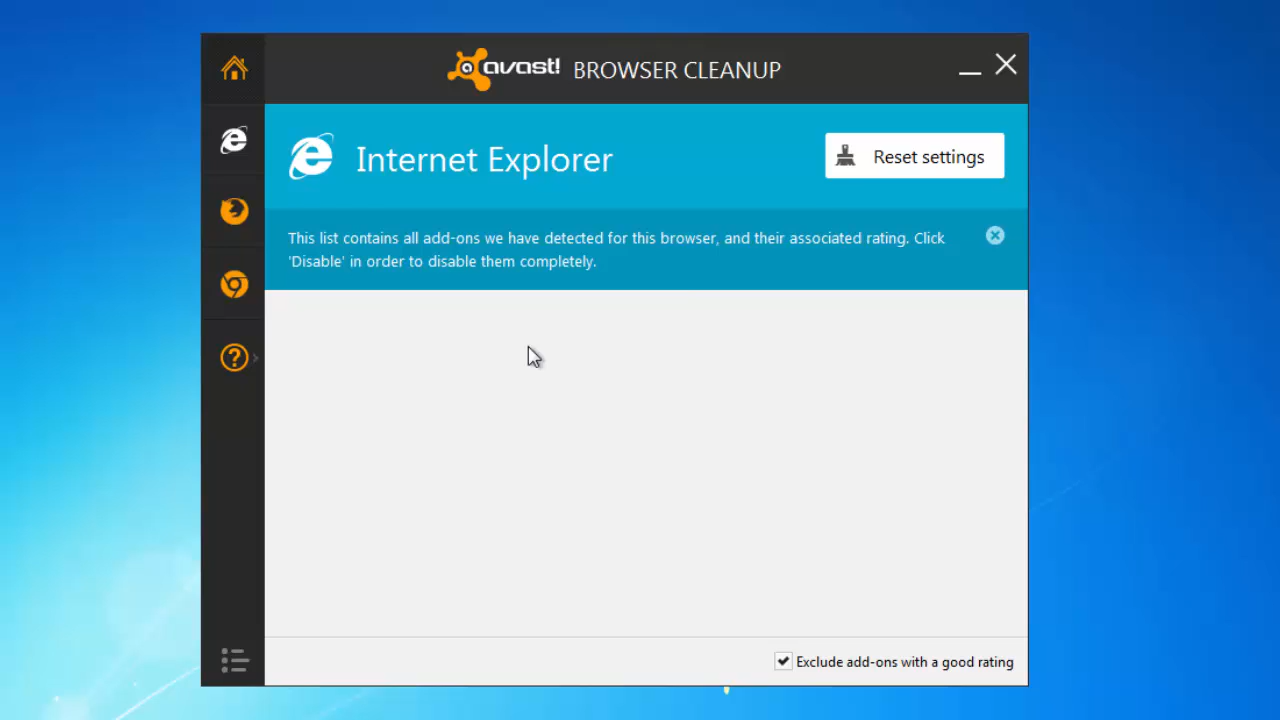 avast! BROWSER CLEANUP
Internet Explorer
Reset settings
This list contains all add-ons we have detected for this browser, and their associated rating. Click
'Disable' in order to disable them completely.
Exclude add-ons with a good rating